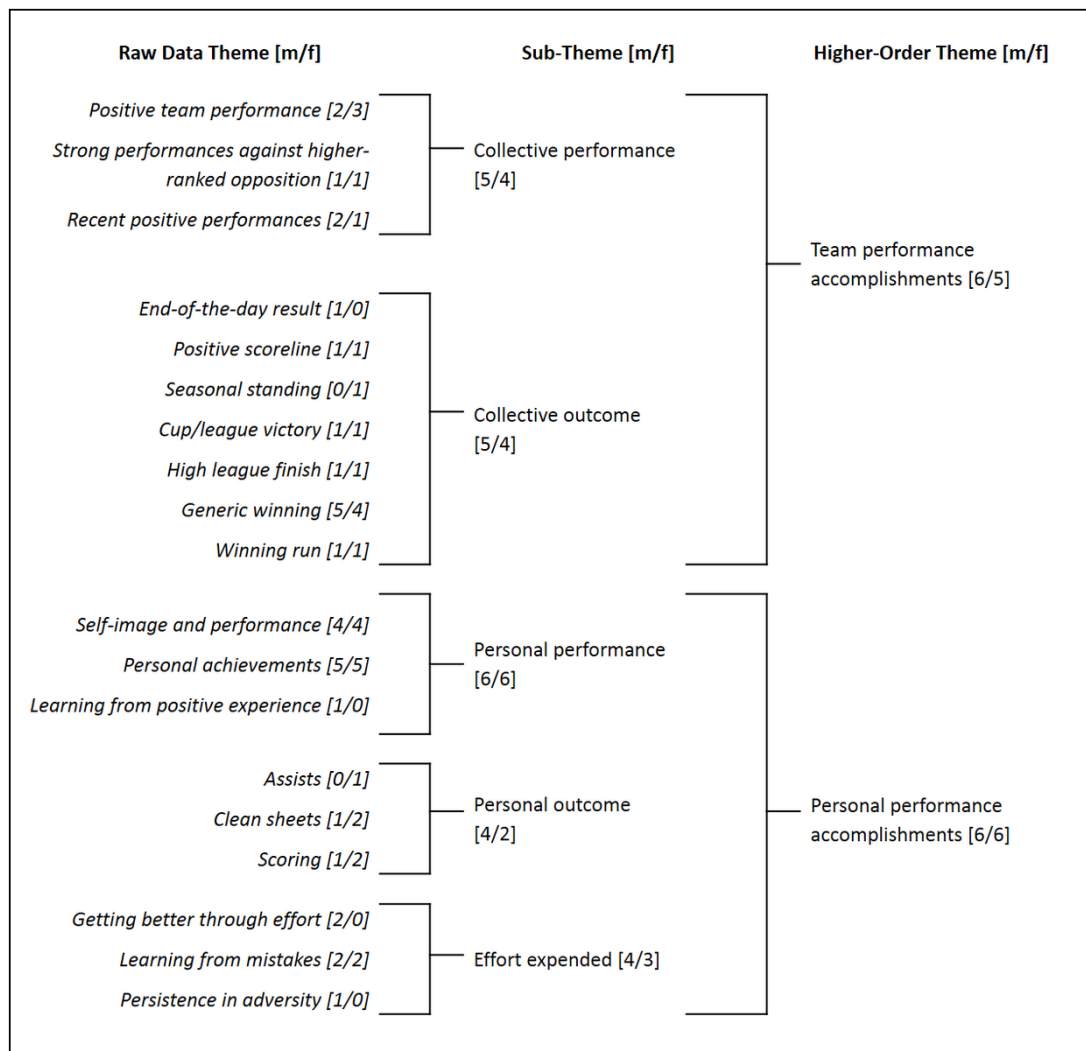 Raw Data Theme [m/f]
Sub-Theme [m/f]
Higher-Order Theme [m/f]
Positive team performance [2/3]
Strong performances against higher-
ranked opposition [1/1]
Recent positive performances [2/1]
Collective performance
[5/4]
End-of-the-day result [1/0]
Positive scoreline [1/1]
Seasonal standing [0/1]
Cup/league victory [1/1]
High league finish [1/1]
Generic winning [5/4]
Winning run [1/1]
Collective outcome
[5/4]
Team performance
accomplishments [6/5]
Self-image and performance [4/4]
Personal achievements [5/5]
Learning from positive experience [1/0]
Personal performance
[6/6]
Assists [0/1]
Clean sheets [1/2]
Scoring [1/2]
Personal outcome
[4/2]
Getting better through effort [2/0]
Learning from mistakes [2/2]
Persistence in adversity [1/0]
Effort expended [4/3]
Personal performance
accomplishments [6/6]